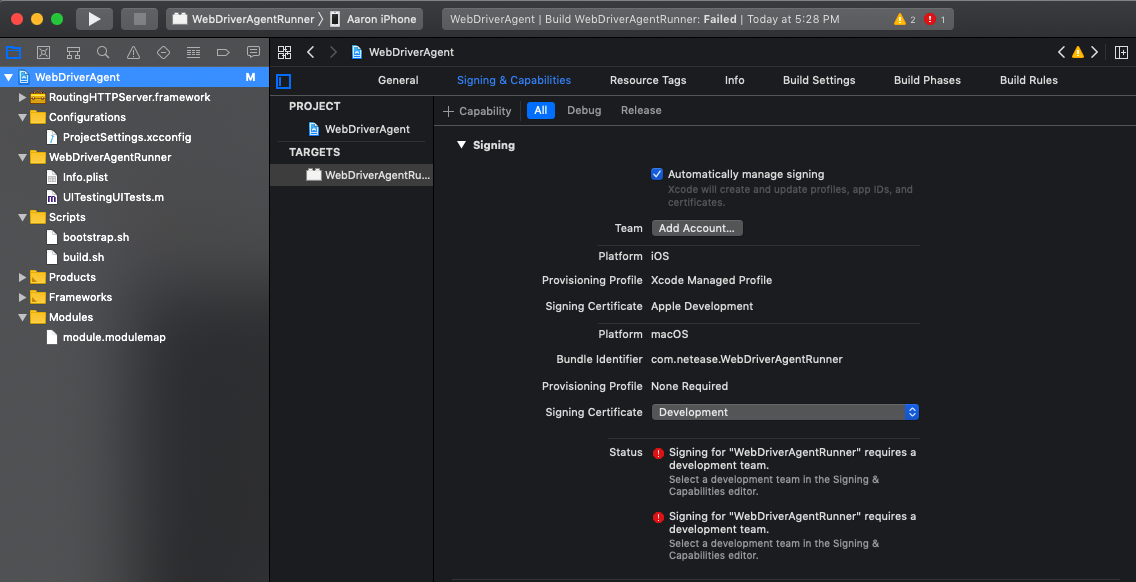 WebDriverAgentRunner 〉 Aaron iPhone
WebDriverAgent | Build WebDriverAgentRunner: Failed | Today at 5:28 PM
2
1
WebDriverAgent M
RoutingHTTPServer.framework
Configurations
ProjectSettings.xcconfig
WebDriverAgentRunner
Info.plist
UITestingUITests.m
Scripts
bootstrap.sh
build.sh
Products
Frameworks
Modules
module.modulemap
WebDriverAgent
General Signing & Capabilities Resource Tags Info Build Settings Build Phases Build Rules
PROJECT
WebDriverAgent
TARGETS
WebDriverAgentRu...
+ Capability All Debug Release
Signing
Automatically manage signing
Xcode will create and update profiles, app IDs, and
certificates.
Team Add Account...
Platform iOS
Provisioning Profile Xcode Managed Profile
Signing Certificate Apple Development
Platform macOS
Bundle Identifier com.netease.WebDriverAgentRunner
Provisioning Profile None Required
Signing Certificate Development
Status Signing for "WebDriverAgentRunner" requires a
development team.
Select a development team in the Signing &
Capabilities editor.
Signing for "WebDriverAgentRunner" requires a
development team.
Select a development team in the Signing &
Capabilities editor.